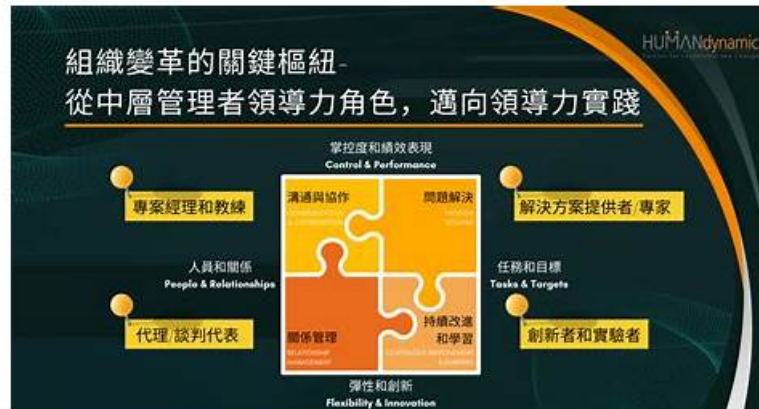 HUMANdynamic
組織變革的關鍵樞紐-
從中層管理者領導力角色，邁向領導力實踐
掌控度和績效表現
Control & Performance
專案經理和教練
溝通與協作
問題解決
解決方案提供者/專家
人員和關係
People & Relationships
任務和目標
Tasks & Targets
代理/談判代表
關係管理
RELATIONSHIP
MANAGEMENT
持續改進
和學習
創新者和實驗者
彈性和創新
Flexibility & Innovation